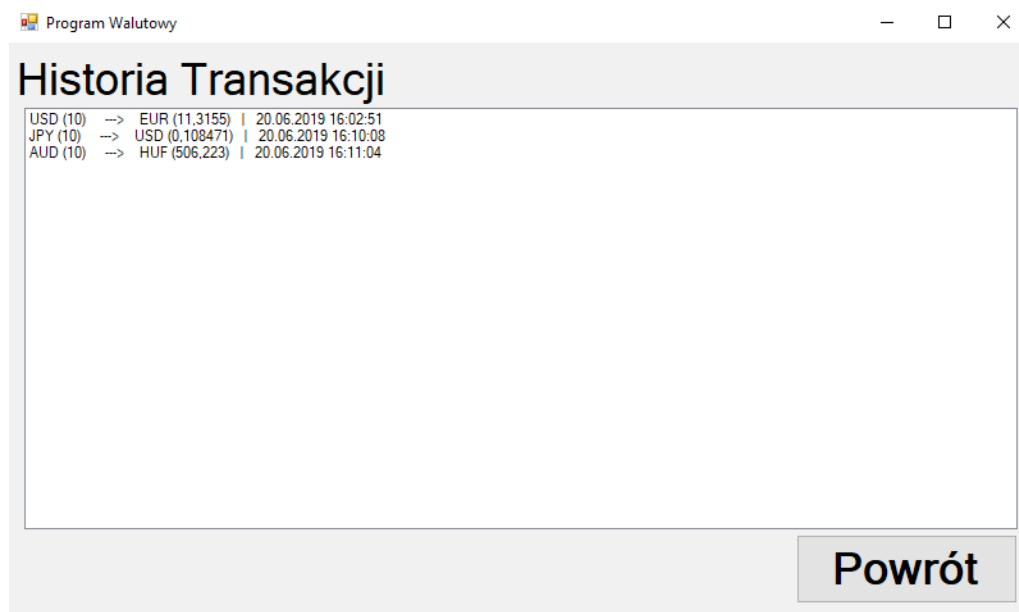 Program Walutowy
Historia Transakcji
USD (10) ---> EUR (11,3155) | 20.06.2019 16:02:51
JPY (10) ---> USD (0,108471) | 20.06.2019 16:10:08
AUD (10) ---> HUF (506,223) | 20.06.2019 16:11:04
Powrót